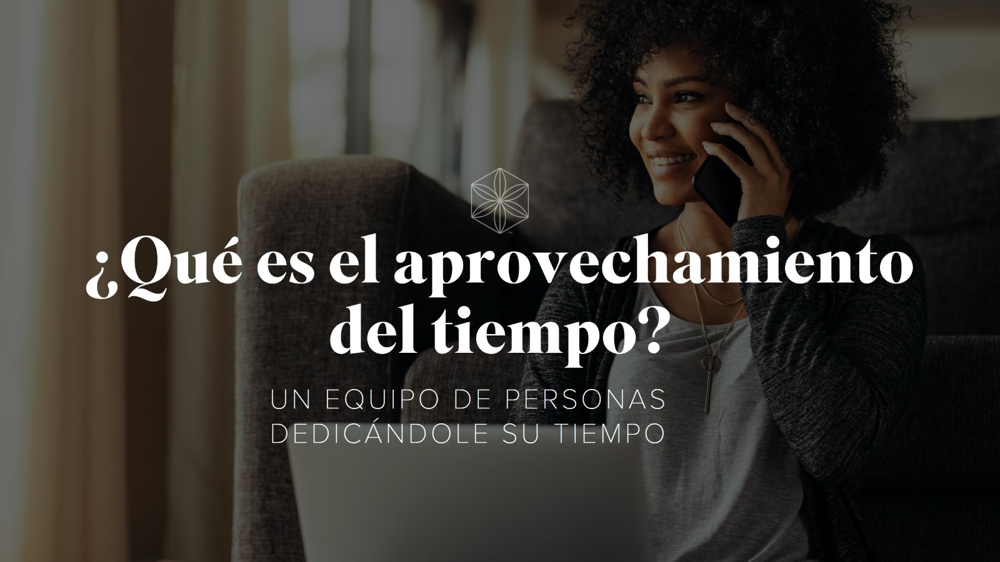 ¿Qué es el aprovechamiento
del tiempo?
UN EQUIPO DE PERSONAS
DEDICÁNDOLE SU TIEMPO